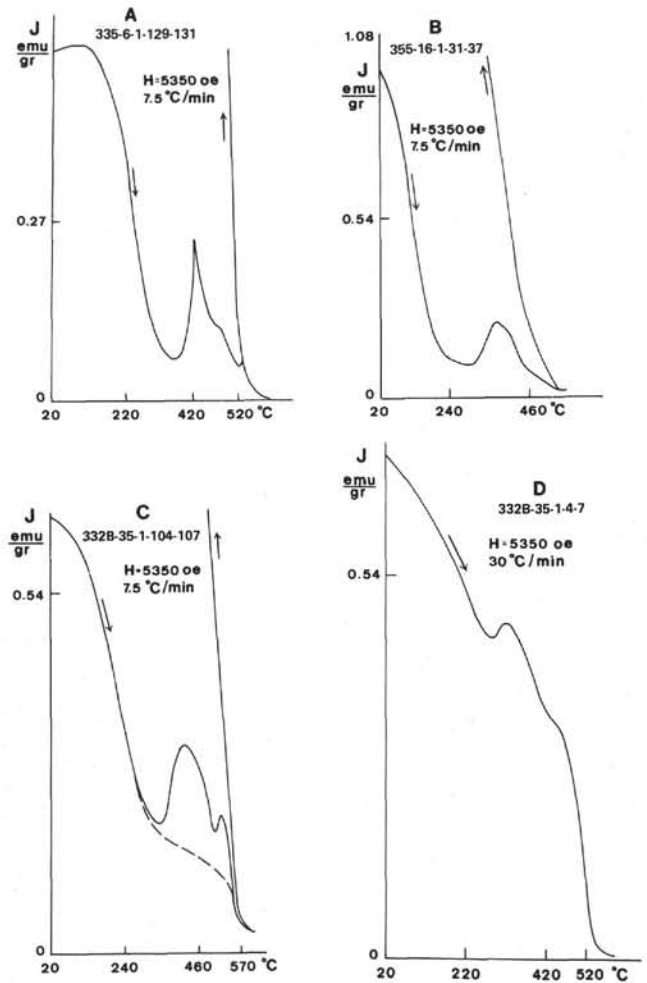 A
335-6-1-129-131
J
emu
gr
H=5350 oe
7.5 °C/min
0.27
0
20 220 420 520 °C
B
355-16-1-31-37
1.08
J
emu
gr
H=5350 oe
7.5 °C/min
0.54
0
20 240 460 °C
C
332B-35-1-104-107
J
emu
gr
H=5350 oe
7.5 °C/min
0.54
0
20 240 460 570 °C
D
332B-35-1-4-7
J
emu
gr
H=5350 oe
30 °C/min
0.54
0
20 220 420 520 °C